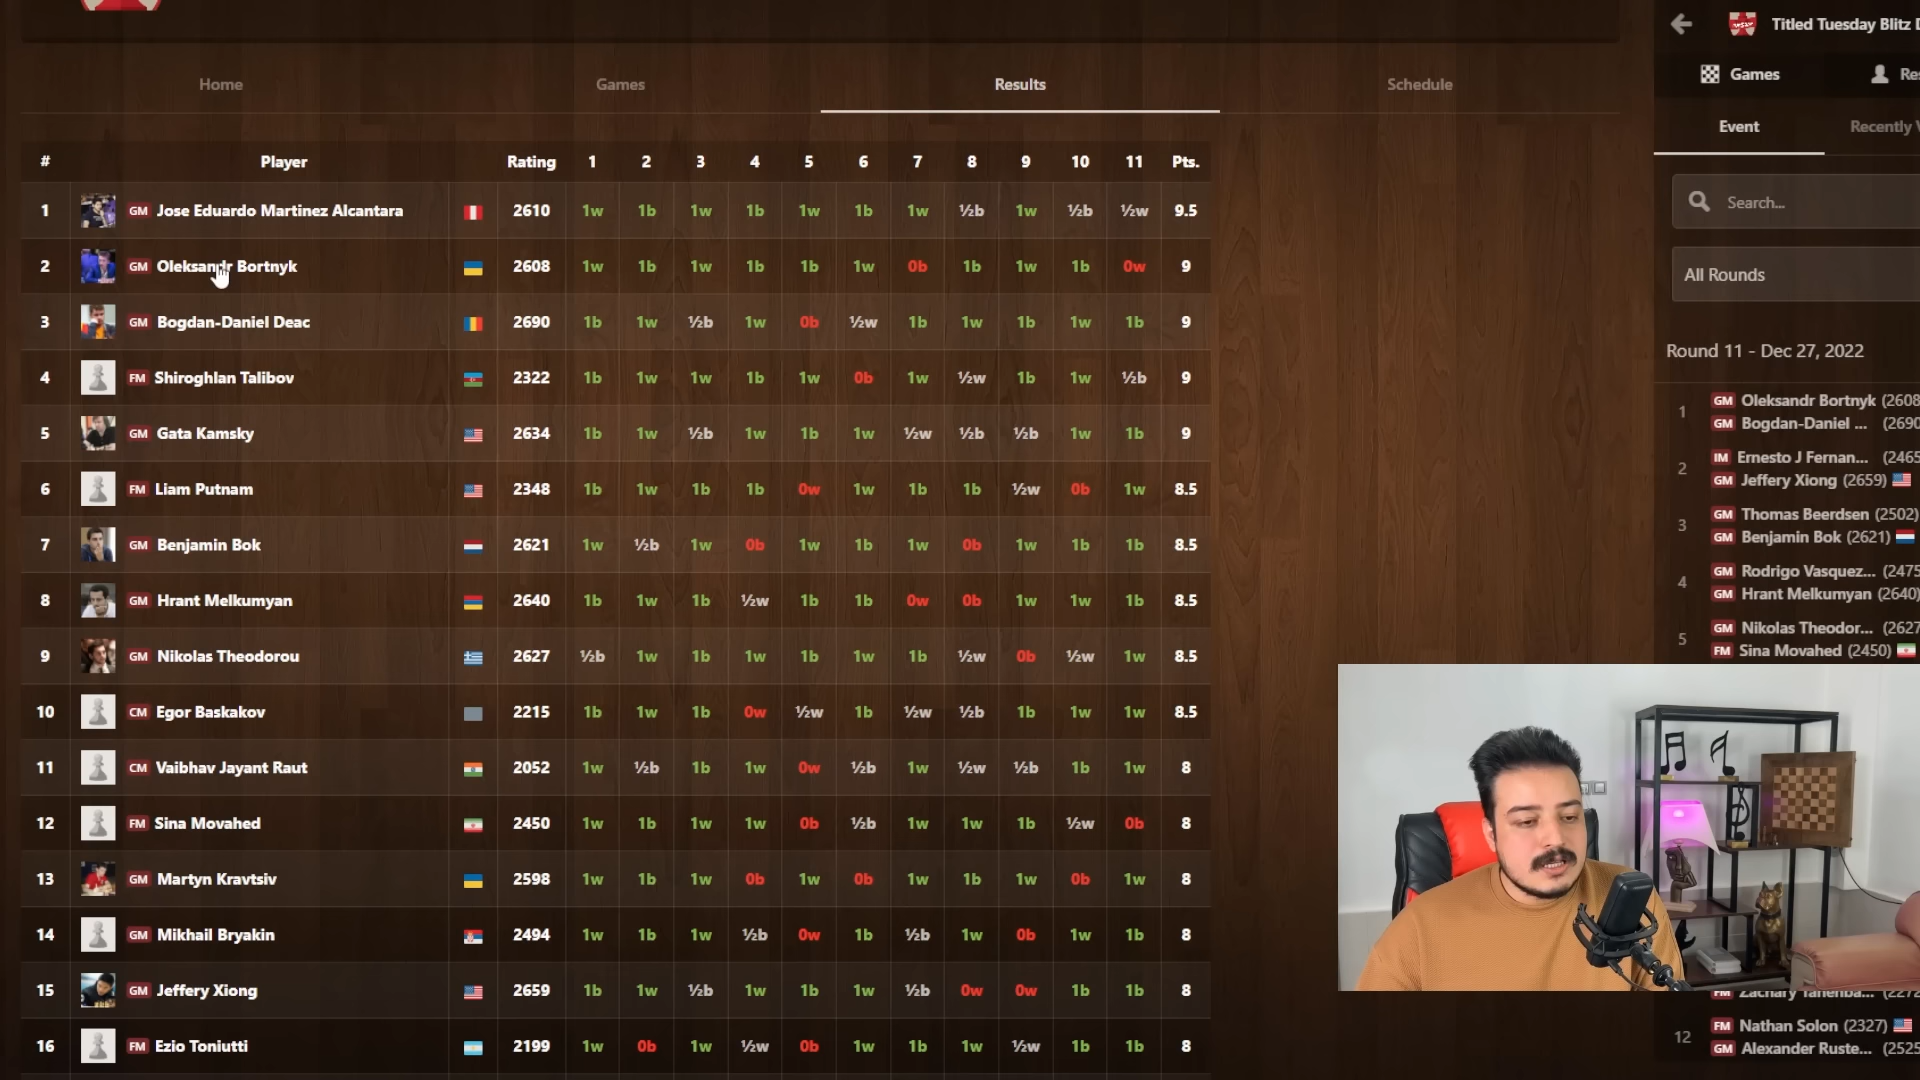 Home Games Results Schedule
# Player Rating 1 2 3 4 5 6 7 8 9 10 11 Pts.
1 GM Jose Eduardo Martinez Alcantara 2610 1w 1b 1w 1b 1w 1b 1w ½b 1w ½b ½w 9.5
2 GM Oleksandr Bortnyk 2608 1w 1b 1w 1b 1b 1w 0b 1b 1w 1b 0w 9
3 GM Bogdan-Daniel Deac 2690 1b 1w ½b 1w 0b ½w 1b 1w 1b 1w 1b 9
4 FM Shiroghlan Talibov 2322 1b 1w 1w 1b 1w 0b 1w ½w 1b 1w ½b 9
5 GM Gata Kamsky 2634 1b 1w ½b 1w 1b 1w ½w ½b ½b 1w 1b 9
6 FM Liam Putnam 2348 1b 1w 1b 1b 0w 1w 1b 1b ½w 0b 1w 8.5
7 GM Benjamin Bok 2621 1w ½b 1w 0b 1w 1b 1w 0b 1w 1b 1b 8.5
8 GM Hrant Melkumyan 2640 1b 1w 1b ½w 1b 1b 0w 0b 1w 1w 1b 8.5
9 GM Nikolas Theodorou 2627 ½b 1w 1b 1w 1b 1w 1b ½w 0b ½w 1w 8.5
10 CM Egor Baskakov 2215 1b 1w 1b 0w ½w 1b ½w ½b 1b 1w 1w 8.5
11 CM Vaibhav Jayant Raut 2052 1w ½b 1b 1w 0w ½b 1w ½w ½b 1b 1w 8
12 FM Sina Movahed 2450 1w 1b 1w 1w 0b ½b 1w 1w 1b ½w 0b 8
13 GM Martyn Kravtsiv 2598 1w 1b 1w 0b 1w 0b 1w 1b 1w 0b 1w 8
14 GM Mikhail Bryakin 2494 1w 1b 1w ½b 0w 1b ½b 1w 0b 1w 1b 8
15 GM Jeffery Xiong 2659 1b 1w ½b 1w 1b 1w ½b 0w 0w 1b 1b 8
16 FM Ezio Toniutti 2199 1w 0b 1w ½w 0b 1w 1b 1w ½w 1b 1b 8
Titled Tuesday Blitz D
Games Res
Event Recently
Search...
All Rounds
Round 11 - Dec 27, 2022
1 GM Oleksandr Bortnyk (2608
GM Bogdan-Daniel ... (2690
2 IM Ernesto J Fernan... (2465
GM Jeffery Xiong (2659)
3 GM Thomas Beerdsen (2502)
GM Benjamin Bok (2621)
4 GM Rodrigo Vasquez... (2475
GM Hrant Melkumyan (2640)
5 GM Nikolas Theodor... (2627
FM Sina Movahed (2450)
FM Zachary Tanenba... (2272
12 FM Nathan Solon (2327)
GM Alexander Ruste... (2525